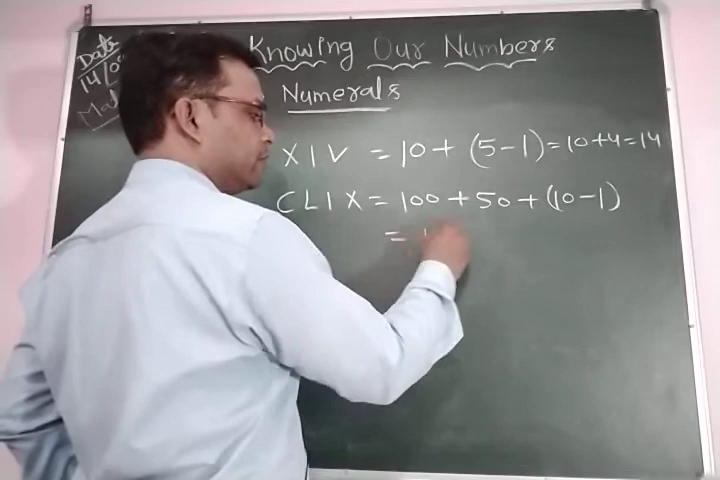 Date
14/0
Knowing Our Numbers
Numerals
XIV = 10 + (5-1) = 10+4 = 14
CLIX = 100 + 50 + (10-1)
=